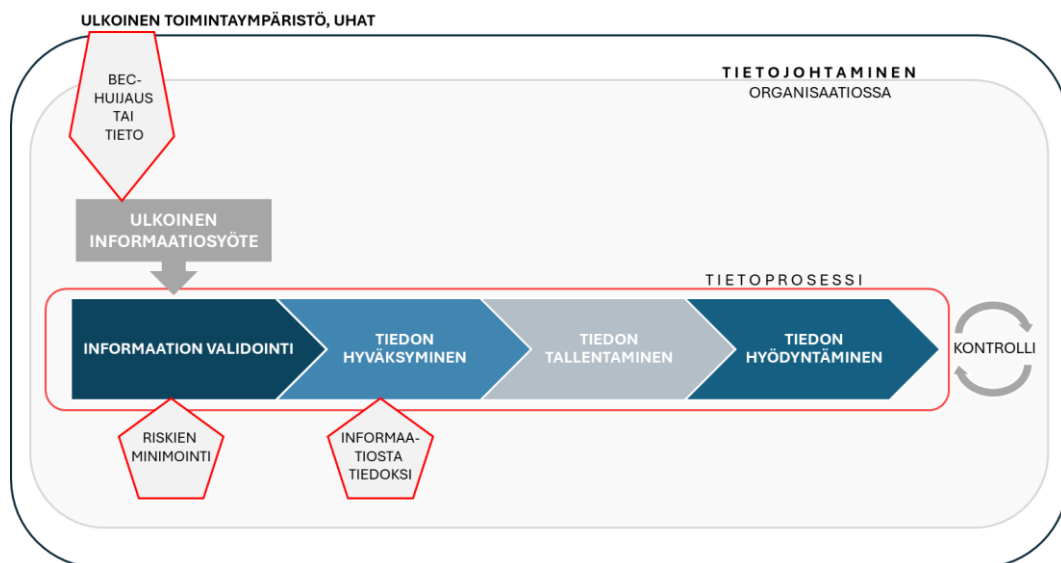 ULKOINEN TOIMINTAYMPÄRISTÖ, UHAT
BEC-
HUIJAUS
TAI
TIETO
TIETOJOHTAMINEN
ORGANISAATIOSSA
ULKOINEN
INFORMAATIOSYÖTE
TIETOPROSESSI
INFORMAATION VALIDOINTI
TIEDON
HYVÄKSYMINEN
TIEDON
TALLENTAMINEN
TIEDON
HYÖDYNTÄMINEN
KONTROLLI
RISKIEN
MINIMOINTI
INFORMAA-
TIOSTA
TIEDOKSI